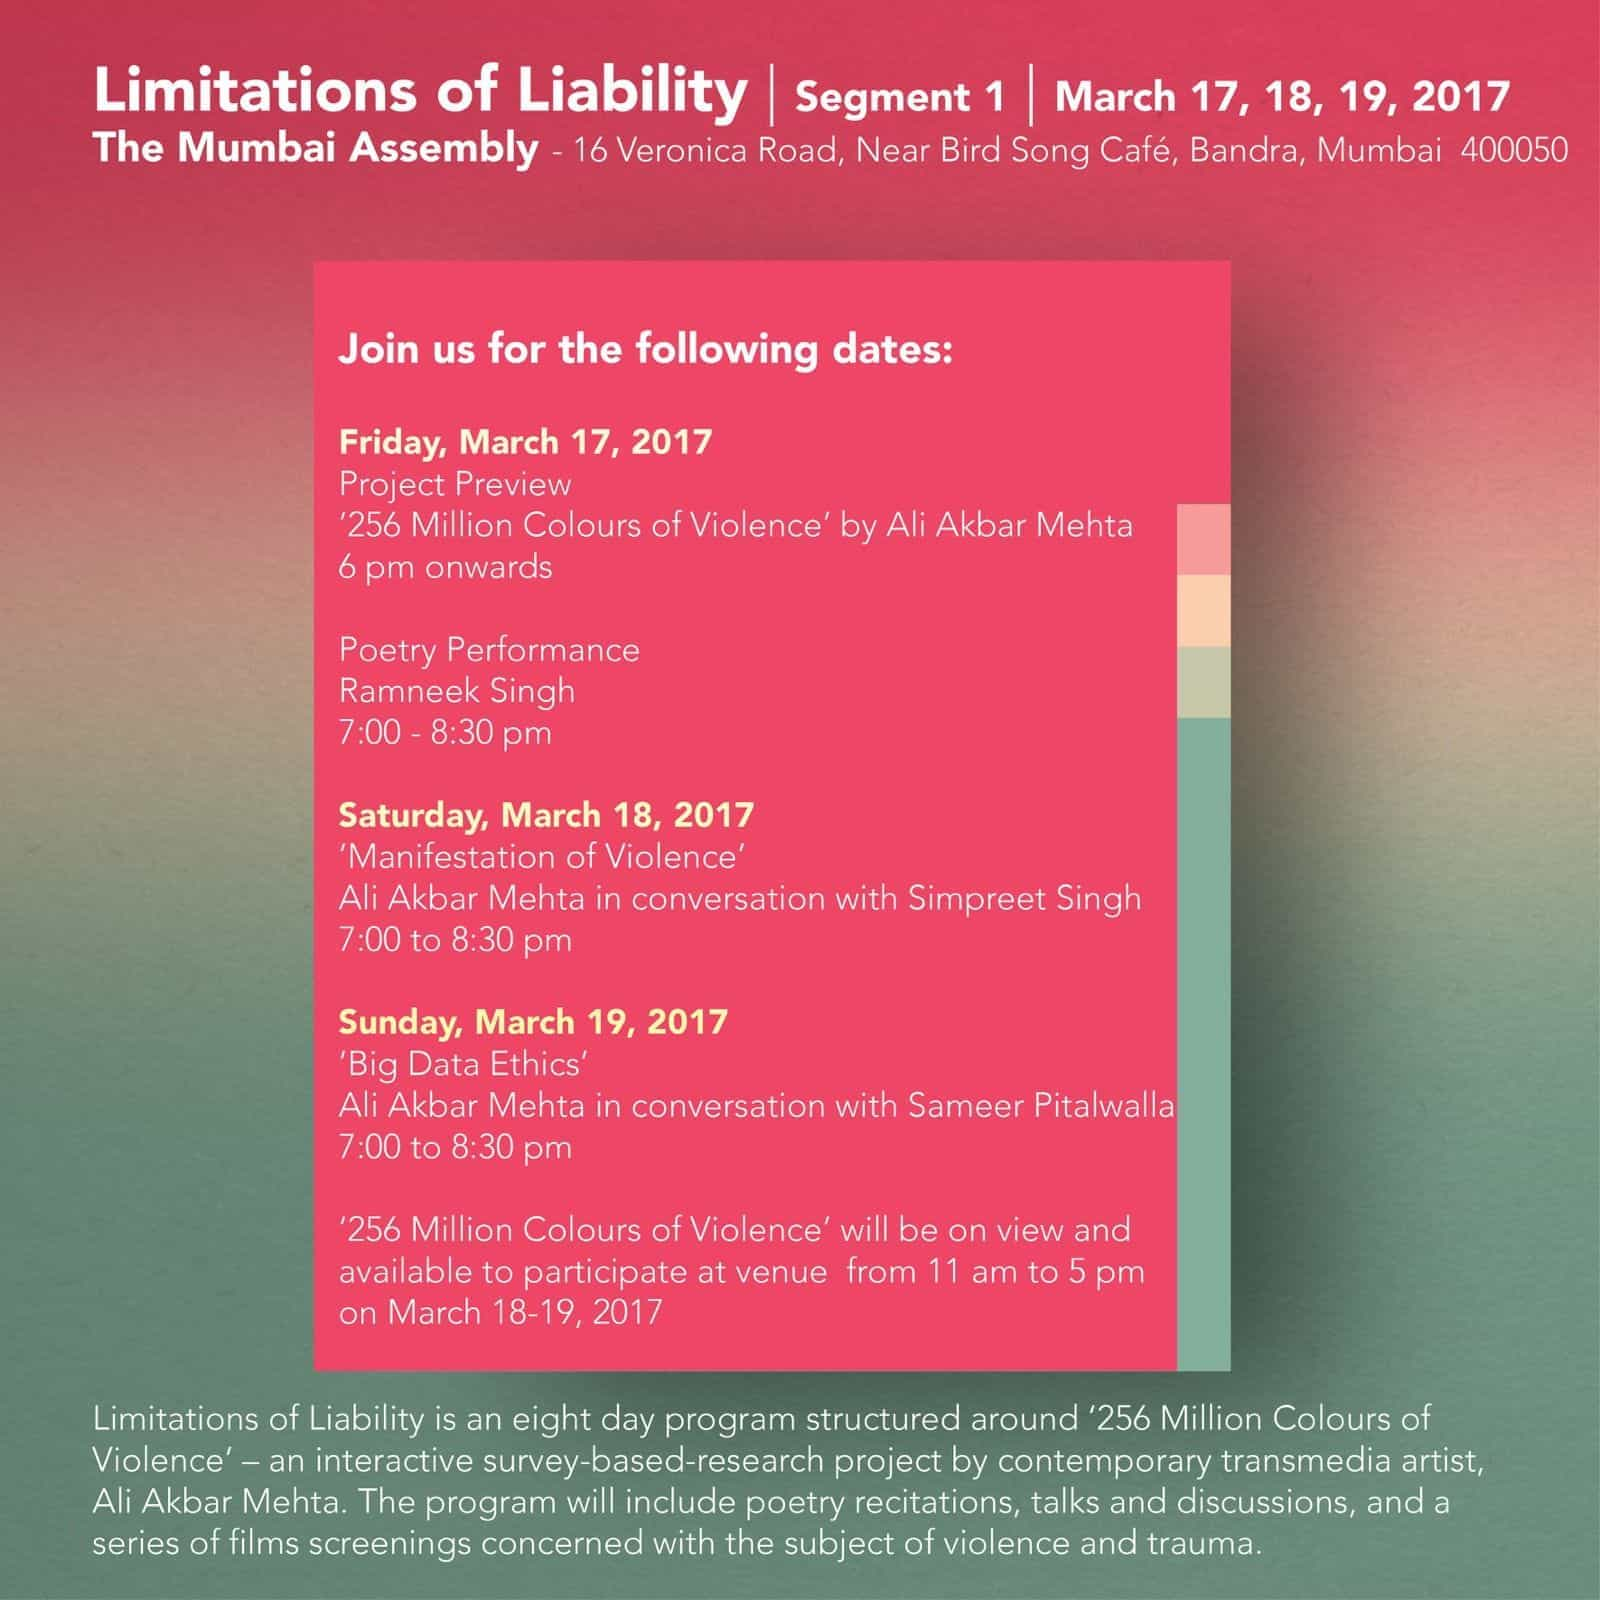 Limitations of Liability | Segment 1 | March 17, 18, 19, 2017
The Mumbai Assembly - 16 Veronica Road, Near Bird Song Café, Bandra, Mumbai  400050
Join us for the following dates:
Friday, March 17, 2017
Project Preview
‘256 Million Colours of Violence’ by Ali Akbar Mehta
6 pm onwards
Poetry Performance
Ramneek Singh
7:00 - 8:30 pm
Saturday, March 18, 2017
‘Manifestation of Violence’
Ali Akbar Mehta in conversation with Simpreet Singh
7:00 to 8:30 pm
Sunday, March 19, 2017
‘Big Data Ethics’
Ali Akbar Mehta in conversation with Sameer Pitalwalla
7:00 to 8:30 pm
‘256 Million Colours of Violence’ will be on view and
available to participate at venue  from 11 am to 5 pm
on March 18-19, 2017
Limitations of Liability is an eight day program structured around ‘256 Million Colours of
Violence’ – an interactive survey-based-research project by contemporary transmedia artist,
Ali Akbar Mehta. The program will include poetry recitations, talks and discussions, and a
series of films screenings concerned with the subject of violence and trauma.